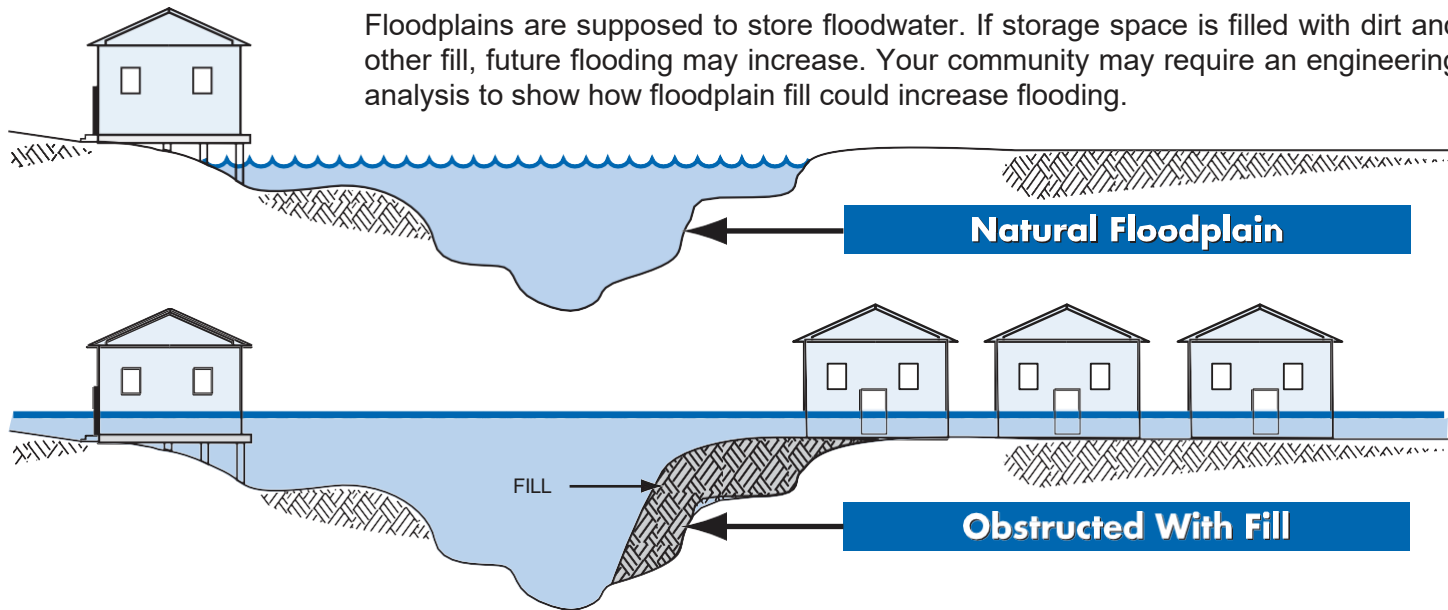 Floodplains are supposed to store floodwater. If storage space is filled with dirt and
other fill, future flooding may increase. Your community may require an engineering
analysis to show how floodplain fill could increase flooding.
Natural Floodplain
FILL
Obstructed With Fill